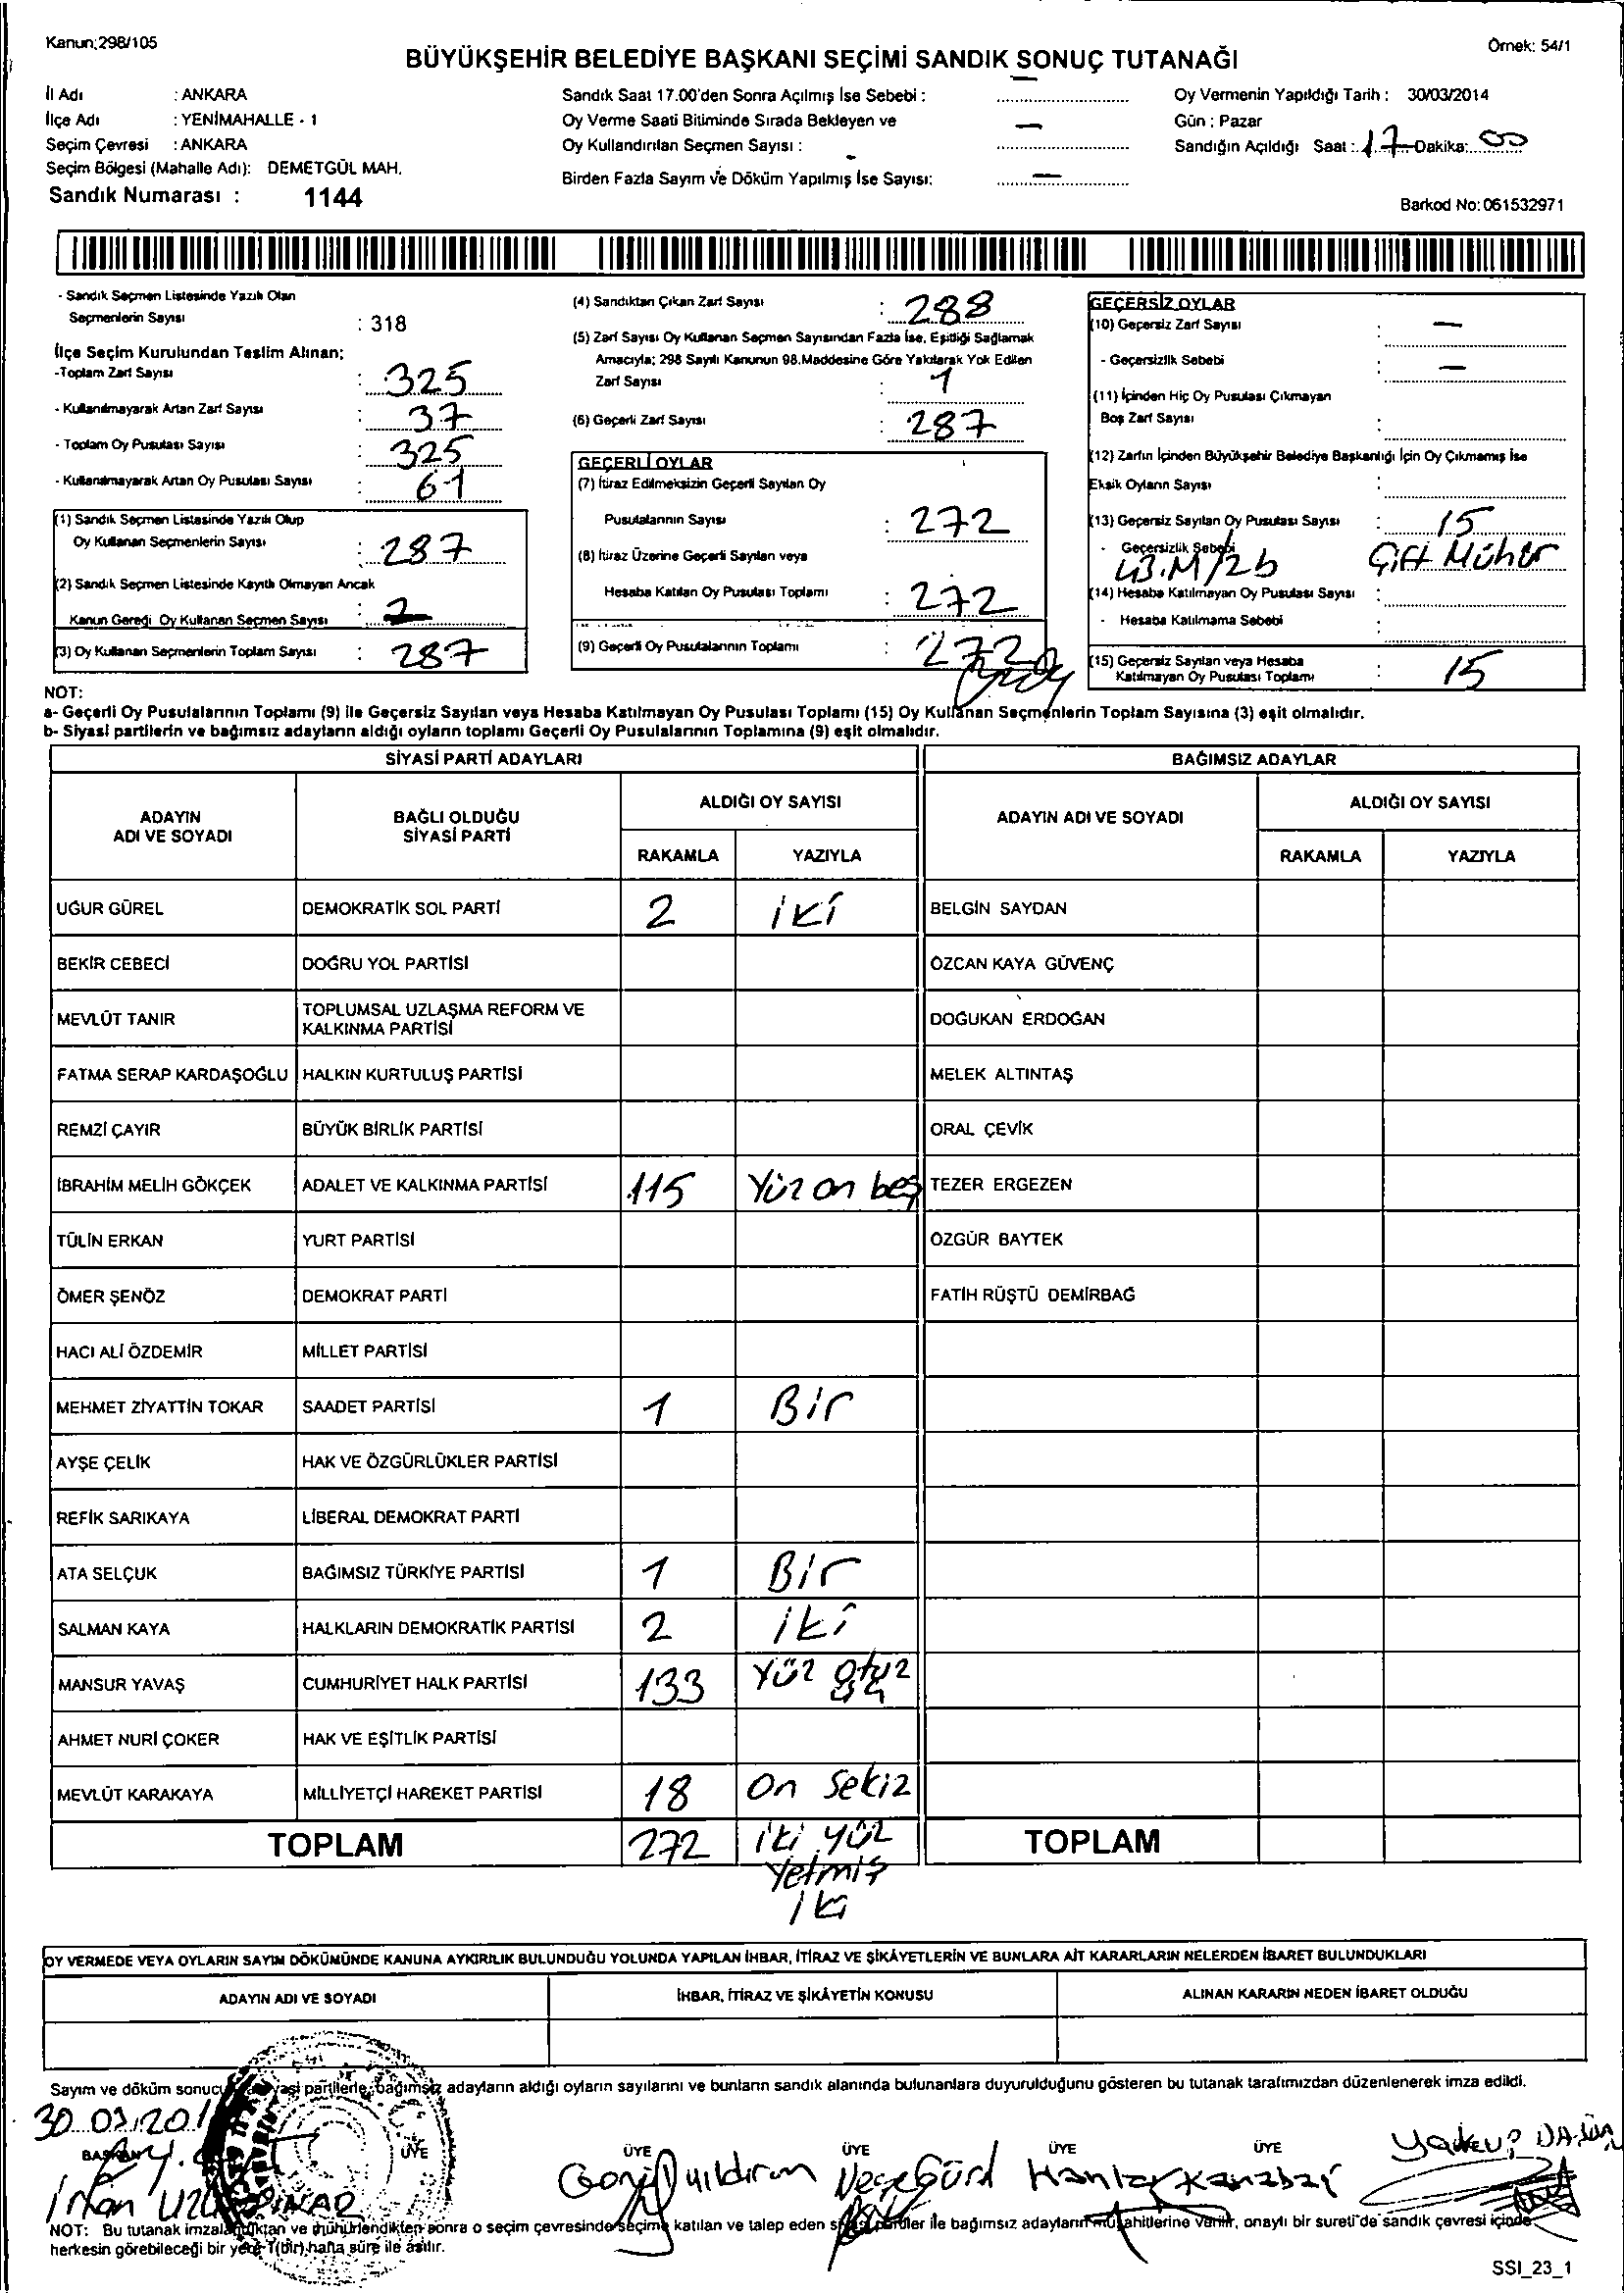 Kanun:298/105
Örnek: 54/1
BÜYÜKŞEHİR BELEDİYE BAŞKANI SEÇİMİ SANDIK SONUÇ TUTANAĞI
İl Adı : ANKARA
İlçe Adı : YENİMAHALLE - 1
Seçim Çevresi : ANKARA
Seçim Bölgesi (Mahalle Adı): DEMETGÜL MAH.
Sandık Numarası : 1144
Sandık Saat 17.00'den Sonra Açılmış İse Sebebi : –
Oy Verme Saati Bitiminde Sırada Bekleyen ve
Oy Kullandırılan Seçmen Sayısı : –
Birden Fazla Sayım ve Döküm Yapılmış İse Sayısı: –
Oy Vermenin Yapıldığı Tarih : 30/03/2014
Gün : Pazar
Sandığın Açıldığı Saat : 17 Dakika: 00
Barkod No: 061532971
- Sandık Seçmen Listesinde Yazılı Olan
Seçmenlerin Sayısı : 318
İlçe Seçim Kurulundan Teslim Alınan:
-Toplam Zarf Sayısı : 325
- Kullanılmayarak Artan Zarf Sayısı : 37
- Toplam Oy Pusulası Sayısı : 325
- Kullanılmayarak Artan Oy Pusulası Sayısı : 61
(1) Sandık Seçmen Listesinde Yazılı Olup
Oy Kullanan Seçmenlerin Sayısı : 287
(2) Sandık Seçmen Listesinde Kayıtlı Olmayan Ancak
Kanun Gereği Oy Kullanan Seçmen Sayısı :
(3) Oy Kullanan Seçmenlerin Toplam Sayısı : 287
(4) Sandıktan Çıkan Zarf Sayısı : 288
(5) Zarf Sayısı Oy Kullanan Seçmen Sayısından Fazla İse, Eşitliği Sağlamak
Amacıyla; 298 Sayılı Kanunun 98.Maddesine Göre Yakılarak Yok Edilen
Zarf Sayısı : 1
(6) Geçerli Zarf Sayısı : 287
GEÇERLİ OYLAR
(7) İtiraz Edilmeksizin Geçerli Sayılan Oy
Pusulalarının Sayısı : 272
(8) İtiraz Üzerine Geçerli Sayılan veya
Hesaba Katılan Oy Pusulası Toplamı : 272
(9) Geçerli Oy Pusulalarının Toplamı : 272
GEÇERSİZ OYLAR
(10) Geçersiz Zarf Sayısı : –
- Geçersizlik Sebebi : –
(11) İçinden Hiç Oy Pusulası Çıkmayan
Boş Zarf Sayısı :
(12) Zarfın İçinden Büyükşehir Belediye Başkanlığı İçin Oy Çıkmamış İse
Eksik Oyların Sayısı :
(13) Geçersiz Sayılan Oy Pusulası Sayısı : 15
- Geçersizlik Sebebi
43.M/2b Çift Mühür
(14) Hesaba Katılmayan Oy Pusulası Sayısı :
- Hesaba Katılmama Sebebi :
(15) Geçersiz Sayılan veya Hesaba
Katılmayan Oy Pusulası Toplamı : 15
NOT:
a- Geçerli Oy Pusulalarının Toplamı (9) ile Geçersiz Sayılan veya Hesaba Katılmayan Oy Pusulası Toplamı (15) Oy Kullanan Seçmenlerin Toplam Sayısına (3) eşit olmalıdır.
b- Siyasi partilerin ve bağımsız adayların aldığı oyların toplamı Geçerli Oy Pusulalarının Toplamına (9) eşit olmalıdır.
SİYASİ PARTİ ADAYLARI
BAĞIMSIZ ADAYLAR
ADAYIN
ADI VE SOYADI
BAĞLI OLDUĞU
SİYASİ PARTİ
ALDIĞI OY SAYISI
RAKAMLA YAZIYLA
ADAYIN ADI VE SOYADI
ALDIĞI OY SAYISI
RAKAMLA YAZIYLA
UĞUR GÜREL DEMOKRATİK SOL PARTİ 2 iki BELGİN SAYDAN
BEKİR CEBECİ DOĞRU YOL PARTİSİ ÖZCAN KAYA GÜVENÇ
MEVLÜT TANIR TOPLUMSAL UZLAŞMA REFORM VE
KALKINMA PARTİSİ DOĞUKAN ERDOĞAN
FATMA SERAP KARDAŞOĞLU HALKIN KURTULUŞ PARTİSİ MELEK ALTINTAŞ
REMZİ ÇAYIR BÜYÜK BİRLİK PARTİSİ ORAL ÇEVİK
İBRAHİM MELİH GÖKÇEK ADALET VE KALKINMA PARTİSİ 115 Yüz on beş TEZER ERGEZEN
TÜLİN ERKAN YURT PARTİSİ ÖZGÜR BAYTEK
ÖMER ŞENÖZ DEMOKRAT PARTİ FATİH RÜŞTÜ DEMİRBAĞ
HACI ALİ ÖZDEMİR MİLLET PARTİSİ
MEHMET ZİYATTİN TOKAR SAADET PARTİSİ 1 Bir
AYŞE ÇELİK HAK VE ÖZGÜRLÜKLER PARTİSİ
REFİK SARIKAYA LİBERAL DEMOKRAT PARTİ
ATA SELÇUK BAĞIMSIZ TÜRKİYE PARTİSİ 1 Bir
SALMAN KAYA HALKLARIN DEMOKRATİK PARTİSİ 2 iki
MANSUR YAVAŞ CUMHURİYET HALK PARTİSİ 133 Yüz otuz
üç
AHMET NURİ ÇOKER HAK VE EŞİTLİK PARTİSİ
MEVLÜT KARAKAYA MİLLİYETÇİ HAREKET PARTİSİ 18 On Sekiz
TOPLAM 272 iki yüz TOPLAM
Yetmiş
iki
OY VERMEDE VEYA OYLARIN SAYIM DÖKÜMÜNDE KANUNA AYKIRILIK BULUNDUĞU YOLUNDA YAPILAN İHBAR, İTİRAZ VE ŞİKÂYETLERİN VE BUNLARA AİT KARARLARIN NELERDEN İBARET BULUNDUKLARI
ADAYIN ADI VE SOYADI İHBAR, İTİRAZ VE ŞİKÂYETİN KONUSU ALINAN KARARIN NEDEN İBARET OLDUĞU
Sayım ve döküm sonucu partilerle, bağımsız adayların aldığı oyların sayılarını ve bunların sandık alanında bulunanlara duyurulduğunu gösteren bu tutanak tarafımızdan düzenlenerek imza edildi.
30.03.201
BAŞKAN ÜYE ÜYE ÜYE ÜYE ÜYE
Yıldırım
NOT: Bu tutanak imzalandıktan ve mühürlendikten sonra o seçim çevresinde seçime katılan ve talep eden siyasi partiler ile bağımsız adayların müşahitlerine verilir, onaylı bir sureti de sandık çevresi içinde
herkesin görebileceği bir yere 1(bir) hafta süre ile asılır.
SSI_23_1